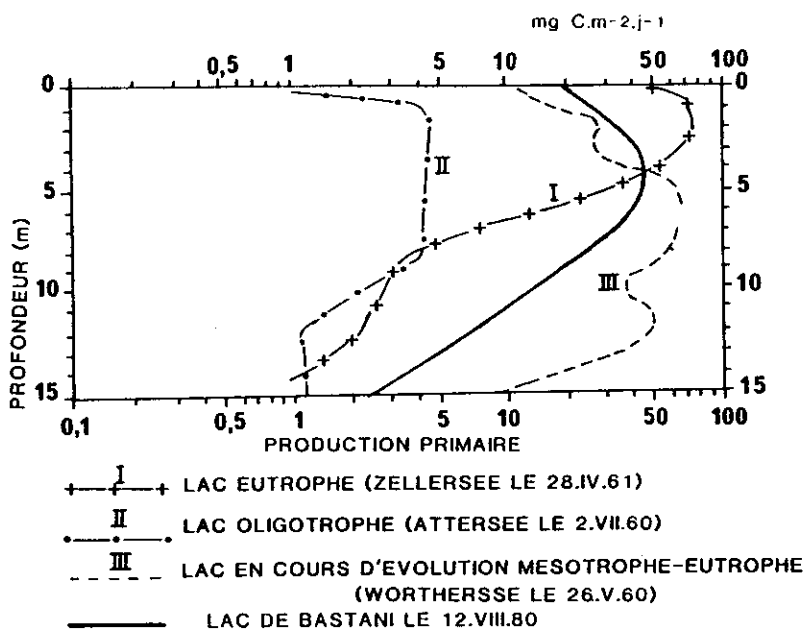 mg C.m-2.j-1
0,5 1 5 10 50 100
0 0
5 5
10 10
15 15
PROFONDEUR (m)
I
II
III
0,1 0,5 1 5 10 50 100
PRODUCTION PRIMAIRE
I LAC EUTROPHE (ZELLERSEE LE 28.IV.61)
II LAC OLIGOTROPHE (ATTERSEE LE 2.VII.60)
III LAC EN COURS D'EVOLUTION MESOTROPHE-EUTROPHE
(WORTHERSSE LE 26.V.60)
LAC DE BASTANI LE 12.VIII.80